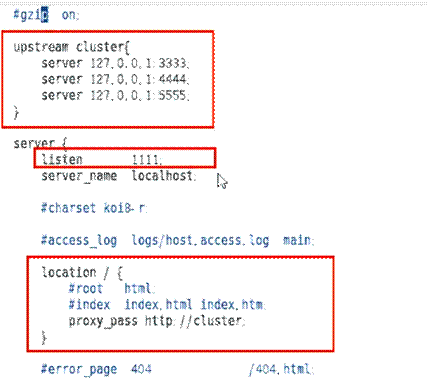 #gzip on;
upstream cluster{
server 127.0.0.1:3333;
server 127.0.0.1:4444;
server 127.0.0.1:5555;
}
server {
listen 1111;
server_name localhost;
#charset koi8-r;
#access_log logs/host.access.log main;
location / {
#root html;
#index index.html index.htm;
proxy_pass http://cluster;
}
#error_page 404 /404.html;